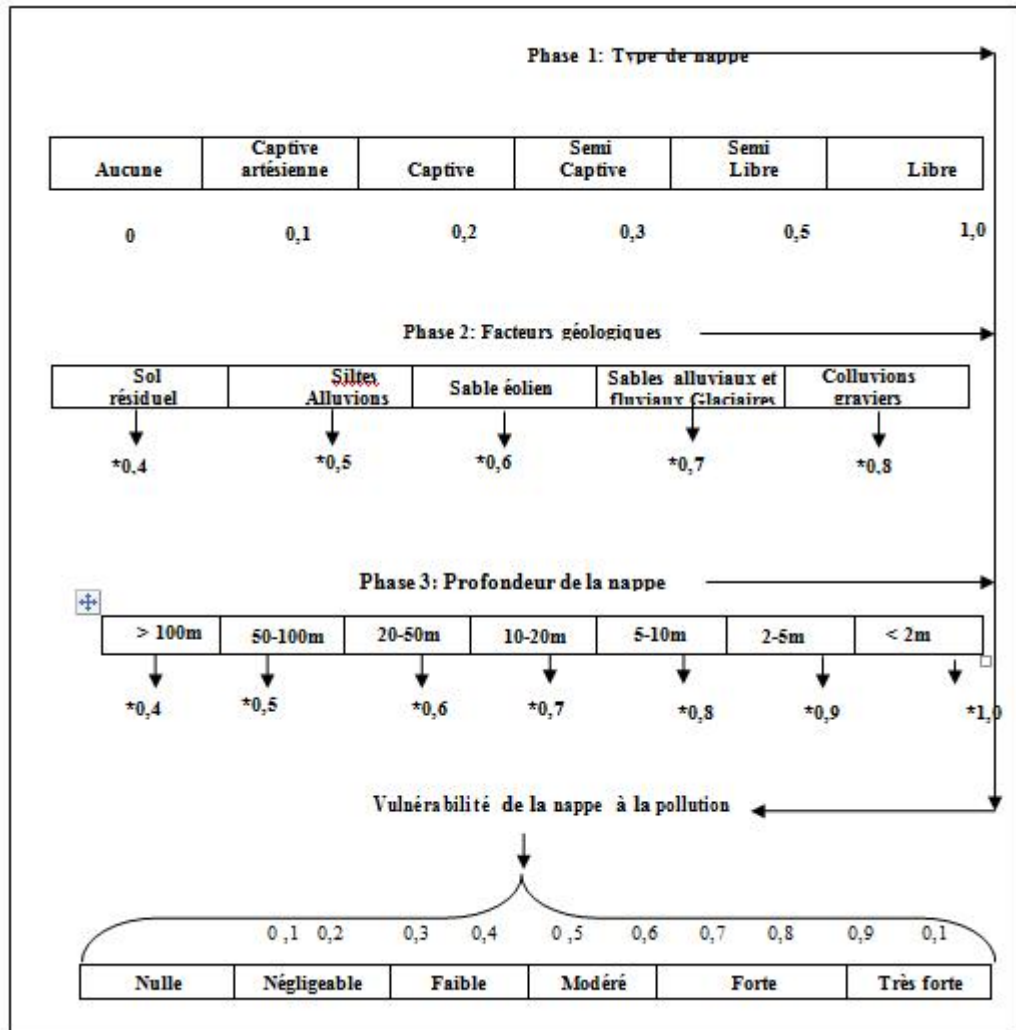 Phase 1: Type de nappe
Aucune
Captive
artésienne
Captive
Semi
Captive
Semi
Libre
Libre
0 0,1 0,2 0,3 0,5 1,0
Phase 2: Facteurs géologiques
Sol
résiduel
Siltes
Alluvions
Sable éolien
Sables alluviaux et
fluviaux Glaciaires
Colluvions
graviers
*0,4 *0,5 *0,6 *0,7 *0,8
Phase 3: Profondeur de la nappe
> 100m 50-100m 20-50m 10-20m 5-10m 2-5m < 2m
*0,4 *0,5 *0,6 *0,7 *0,8 *0,9 *1,0
Vulnérabilité de la nappe à la pollution
0 ,1 0,2 0,3 0,4 0 ,5 0,6 0,7 0,8 0,9 0,1
Nulle Négligeable Faible Modéré Forte Très forte